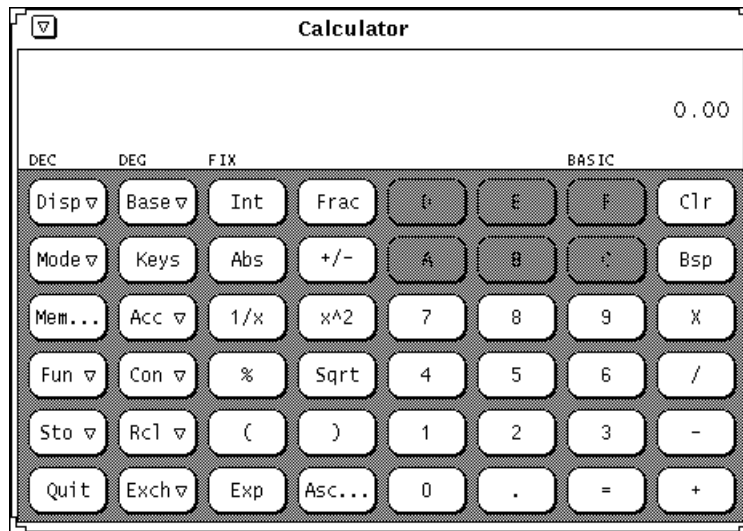 Calculator
0.00
DEC DEG FIX BASIC
Disp Base Int Frac D E F Clr
Mode Keys Abs +/- A B C Bsp
Mem... Acc 1/x x^2 7 8 9 X
Fun Con % Sqrt 4 5 6 /
Sto Rcl ( ) 1 2 3 -
Quit Exch Exp Asc... 0 . = +